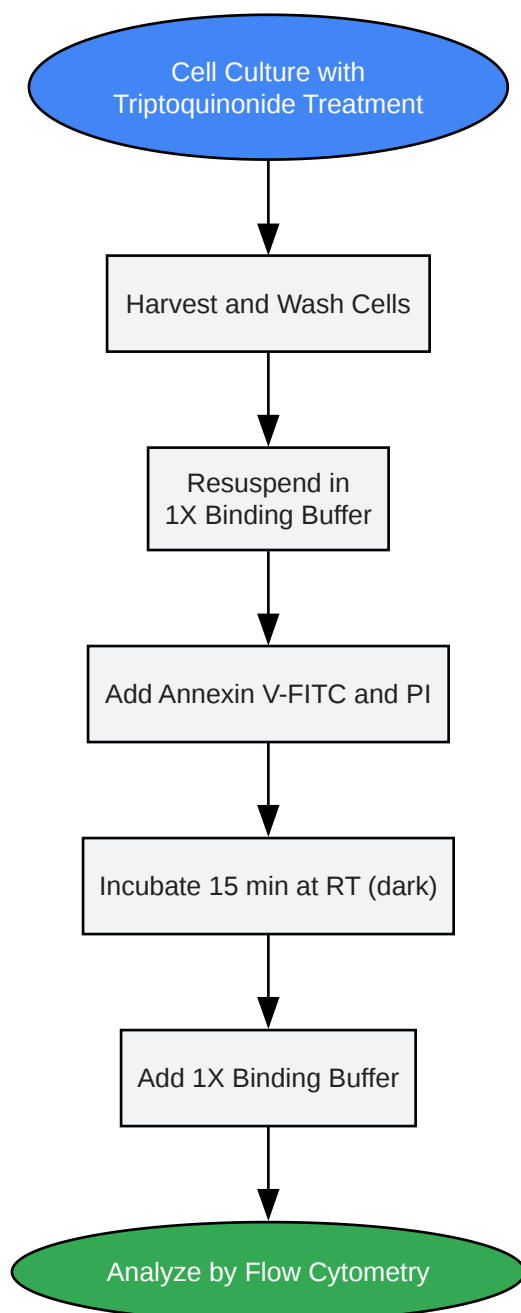 Cell Culture with
Triptoquinonide Treatment
Harvest and Wash Cells
Resuspend in
1X Binding Buffer
Add Annexin V-FITC and PI
Incubate 15 min at RT (dark)
Add 1X Binding Buffer
Analyze by Flow Cytometry